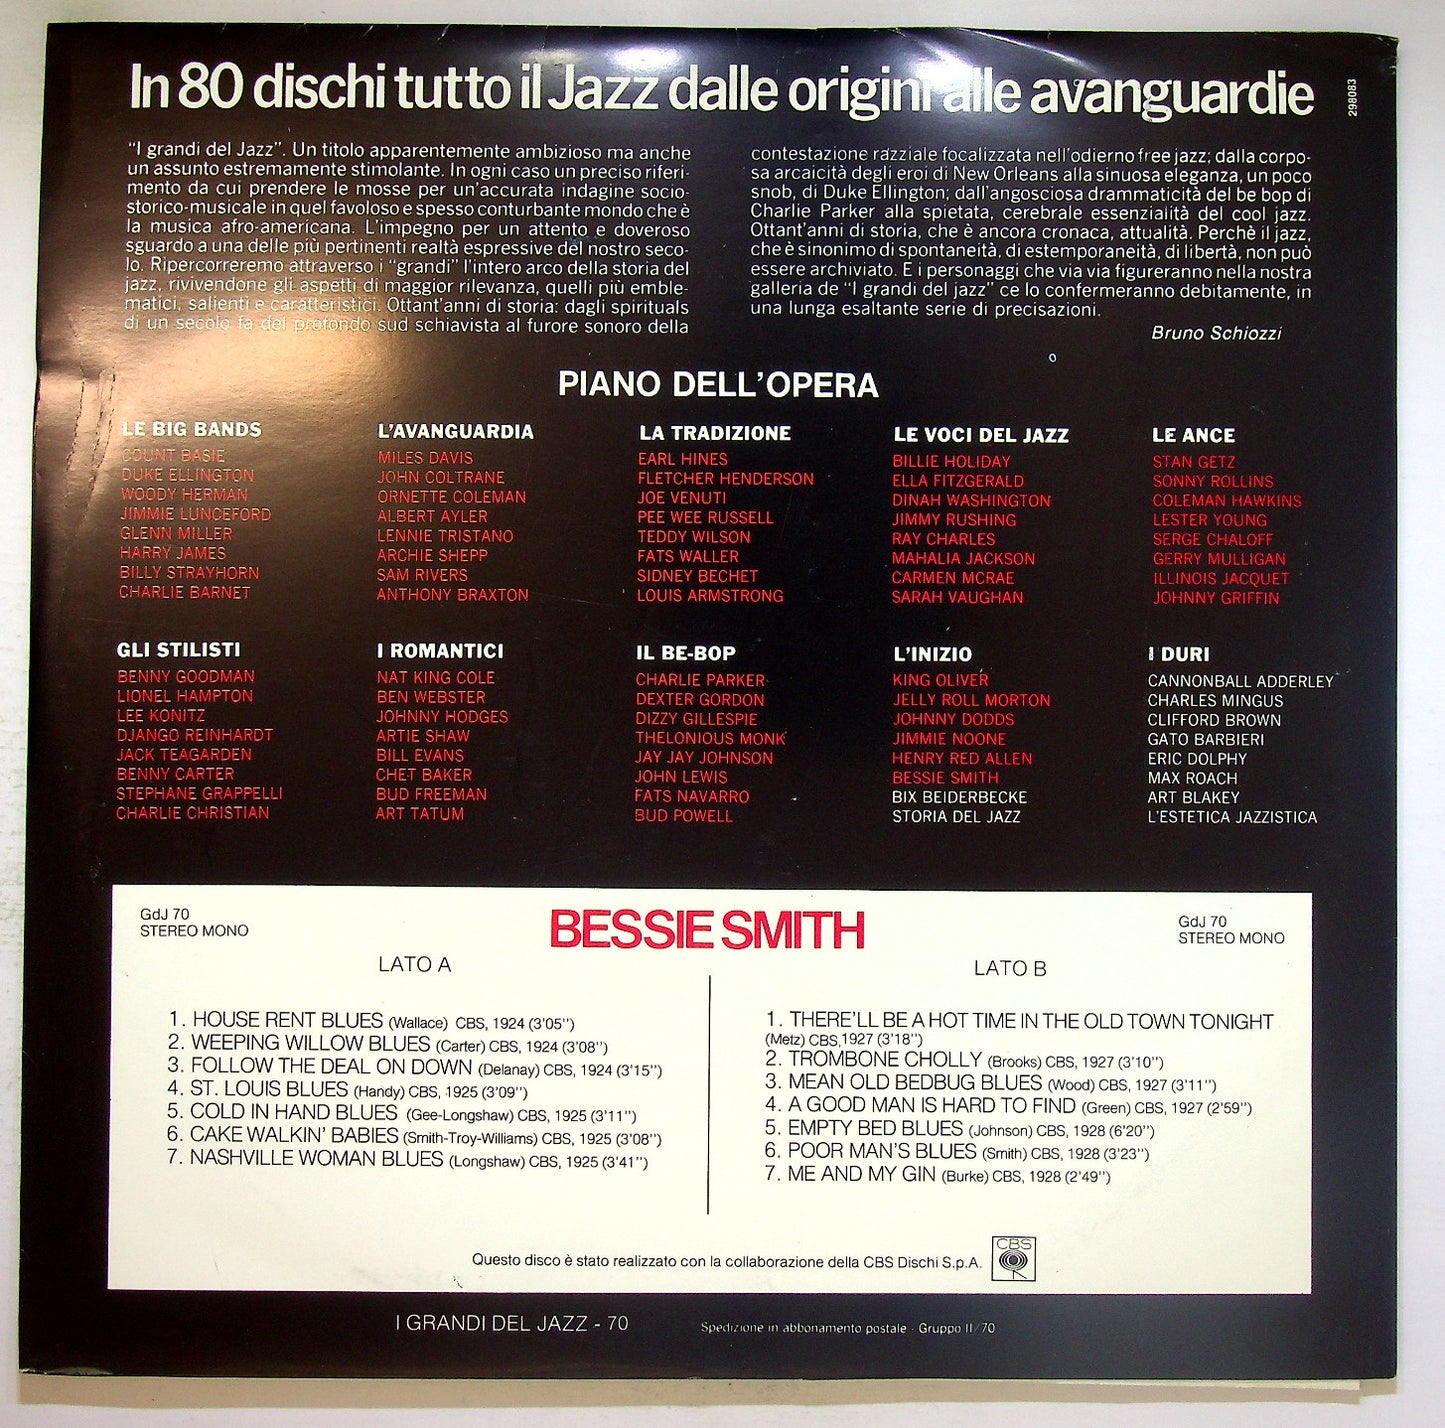 In 80 dischi tutto il Jazz dalle origini alle avanguardie
298083
"I grandi del Jazz". Un titolo apparentemente ambizioso ma anche
un assunto estremamente stimolante. In ogni caso un preciso riferi-
mento da cui prendere le mosse per un'accurata indagine socio-
storico-musicale in quel favoloso e spesso conturbante mondo che è
la musica afro-americana. L'impegno per un attento e doveroso
sguardo a una delle più pertinenti realtà espressive del nostro seco-
lo. Ripercorreremo attraverso i "grandi" l'intero arco della storia del
jazz, rivivendone gli aspetti di maggior rilevanza, quelli più emble-
matici, salienti e caratteristici. Ottant'anni di storia: dagli spirituals
di un secolo fa del profondo sud schiavista al furore sonoro della
contestazione razziale focalizzata nell'odierno free jazz; dalla corpo-
sa arcaicità degli eroi di New Orleans alla sinuosa eleganza, un poco
snob, di Duke Ellington; dall'angosciosa drammaticità del be bop di
Charlie Parker alla spietata, cerebrale essenzialità del cool jazz.
Ottant'anni di storia, che è ancora cronaca, attualità. Perchè il jazz,
che è sinonimo di spontaneità, di estemporaneità, di libertà, non può
essere archiviato. E i personaggi che via via figureranno nella nostra
galleria de "I grandi del jazz" ce lo confermeranno debitamente, in
una lunga esaltante serie di precisazioni.
Bruno Schiozzi
PIANO DELL'OPERA
LE BIG BANDS
COUNT BASIE
DUKE ELLINGTON
WOODY HERMAN
JIMMIE LUNCEFORD
GLENN MILLER
HARRY JAMES
BILLY STRAYHORN
CHARLIE BARNET
L'AVANGUARDIA
MILES DAVIS
JOHN COLTRANE
ORNETTE COLEMAN
ALBERT AYLER
LENNIE TRISTANO
ARCHIE SHEPP
SAM RIVERS
ANTHONY BRAXTON
LA TRADIZIONE
EARL HINES
FLETCHER HENDERSON
JOE VENUTI
PEE WEE RUSSELL
TEDDY WILSON
FATS WALLER
SIDNEY BECHET
LOUIS ARMSTRONG
LE VOCI DEL JAZZ
BILLIE HOLIDAY
ELLA FITZGERALD
DINAH WASHINGTON
JIMMY RUSHING
RAY CHARLES
MAHALIA JACKSON
CARMEN MCRAE
SARAH VAUGHAN
LE ANCE
STAN GETZ
SONNY ROLLINS
COLEMAN HAWKINS
LESTER YOUNG
SERGE CHALOFF
GERRY MULLIGAN
ILLINOIS JACQUET
JOHNNY GRIFFIN
GLI STILISTI
BENNY GOODMAN
LIONEL HAMPTON
LEE KONITZ
DJANGO REINHARDT
JACK TEAGARDEN
BENNY CARTER
STEPHANE GRAPPELLI
CHARLIE CHRISTIAN
I ROMANTICI
NAT KING COLE
BEN WEBSTER
JOHNNY HODGES
ARTIE SHAW
BILL EVANS
CHET BAKER
BUD FREEMAN
ART TATUM
IL BE-BOP
CHARLIE PARKER
DEXTER GORDON
DIZZY GILLESPIE
THELONIOUS MONK
JAY JAY JOHNSON
JOHN LEWIS
FATS NAVARRO
BUD POWELL
L'INIZIO
KING OLIVER
JELLY ROLL MORTON
JOHNNY DODDS
JIMMIE NOONE
HENRY RED ALLEN
BESSIE SMITH
BIX BEIDERBECKE
STORIA DEL JAZZ
I DURI
CANNONBALL ADDERLEY
CHARLES MINGUS
CLIFFORD BROWN
GATO BARBIERI
ERIC DOLPHY
MAX ROACH
ART BLAKEY
L'ESTETICA JAZZISTICA
GdJ 70
STEREO MONO
BESSIE SMITH
GdJ 70
STEREO MONO
LATO A
1. HOUSE RENT BLUES (Wallace) CBS, 1924 (3'05'')
2. WEEPING WILLOW BLUES (Carter) CBS, 1924 (3'08'')
3. FOLLOW THE DEAL ON DOWN (Delanay) CBS, 1924 (3'15'')
4. ST. LOUIS BLUES (Handy) CBS, 1925 (3'09'')
5. COLD IN HAND BLUES (Gee-Longshaw) CBS, 1925 (3'11'')
6. CAKE WALKIN' BABIES (Smith-Troy-Williams) CBS, 1925 (3'08'')
7. NASHVILLE WOMAN BLUES (Longshaw) CBS, 1925 (3'41'')
LATO B
1. THERE'LL BE A HOT TIME IN THE OLD TOWN TONIGHT
(Metz) CBS, 1927 (3'18'')
2. TROMBONE CHOLLY (Brooks) CBS, 1927 (3'10'')
3. MEAN OLD BEDBUG BLUES (Wood) CBS, 1927 (3'11'')
4. A GOOD MAN IS HARD TO FIND (Green) CBS, 1927 (2'59'')
5. EMPTY BED BLUES (Johnson) CBS, 1928 (6'20'')
6. POOR MAN'S BLUES (Smith) CBS, 1928 (3'23'')
7. ME AND MY GIN (Burke) CBS, 1928 (2'49'')
Questo disco è stato realizzato con la collaborazione della CBS Dischi S.p.A.
CBS
I GRANDI DEL JAZZ - 70
Spedizione in abbonamento postale - Gruppo II/70